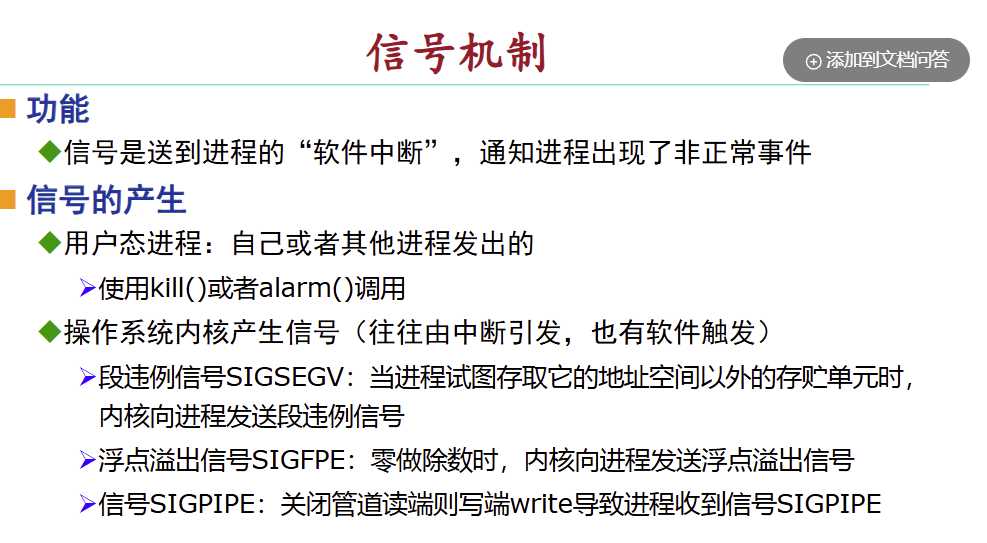 信号机制
添加到文档问答
功能
信号是送到进程的“软件中断”，通知进程出现了非正常事件
信号的产生
用户态进程：自己或者其他进程发出的
使用kill()或者alarm()调用
操作系统内核产生信号（往往由中断引发，也有软件触发）
段违例信号SIGSEGV：当进程试图存取它的地址空间以外的存贮单元时，
内核向进程发送段违例信号
浮点溢出信号SIGFPE：零做除数时，内核向进程发送浮点溢出信号
信号SIGPIPE：关闭管道读端则写端write导致进程收到信号SIGPIPE